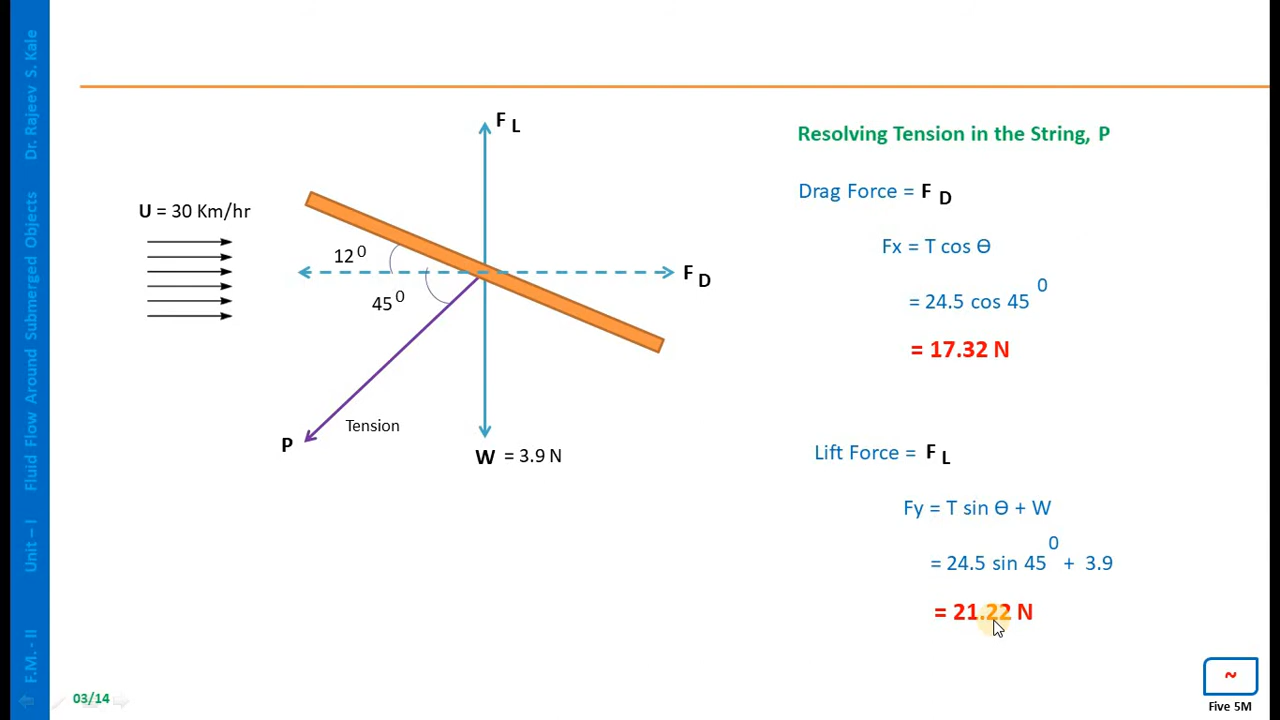 F.M. - II Unit – I Fluid Flow Around Submerged Objects Dr. Rajeev S. Kale
F L
U = 30 Km/hr
12 0
F D
45 0
Tension
P
W = 3.9 N
Resolving Tension in the String, P
Drag Force = F D
Fx = T cos Ɵ
= 24.5 cos 45 0
= 17.32 N
Lift Force = F L
Fy = T sin Ɵ + W
= 24.5 sin 45 0 + 3.9
= 21.22 N
03/14
~
Five 5M